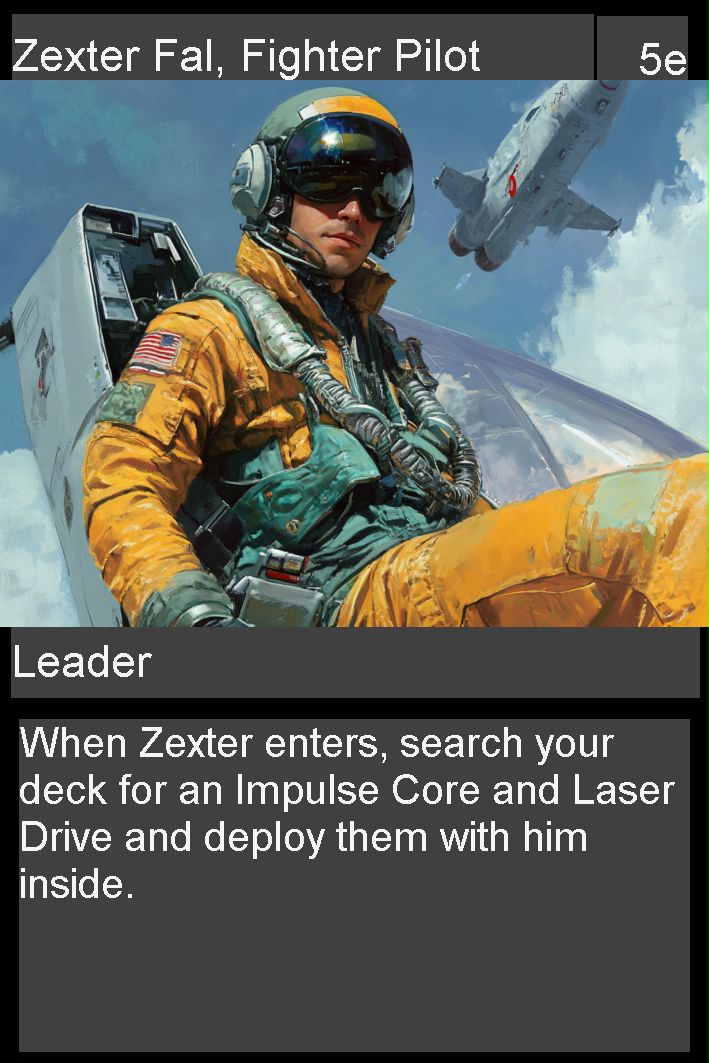 Zexter Fal, Fighter Pilot
5e
Leader
When Zexter enters, search your
deck for an Impulse Core and Laser
Drive and deploy them with him
inside.